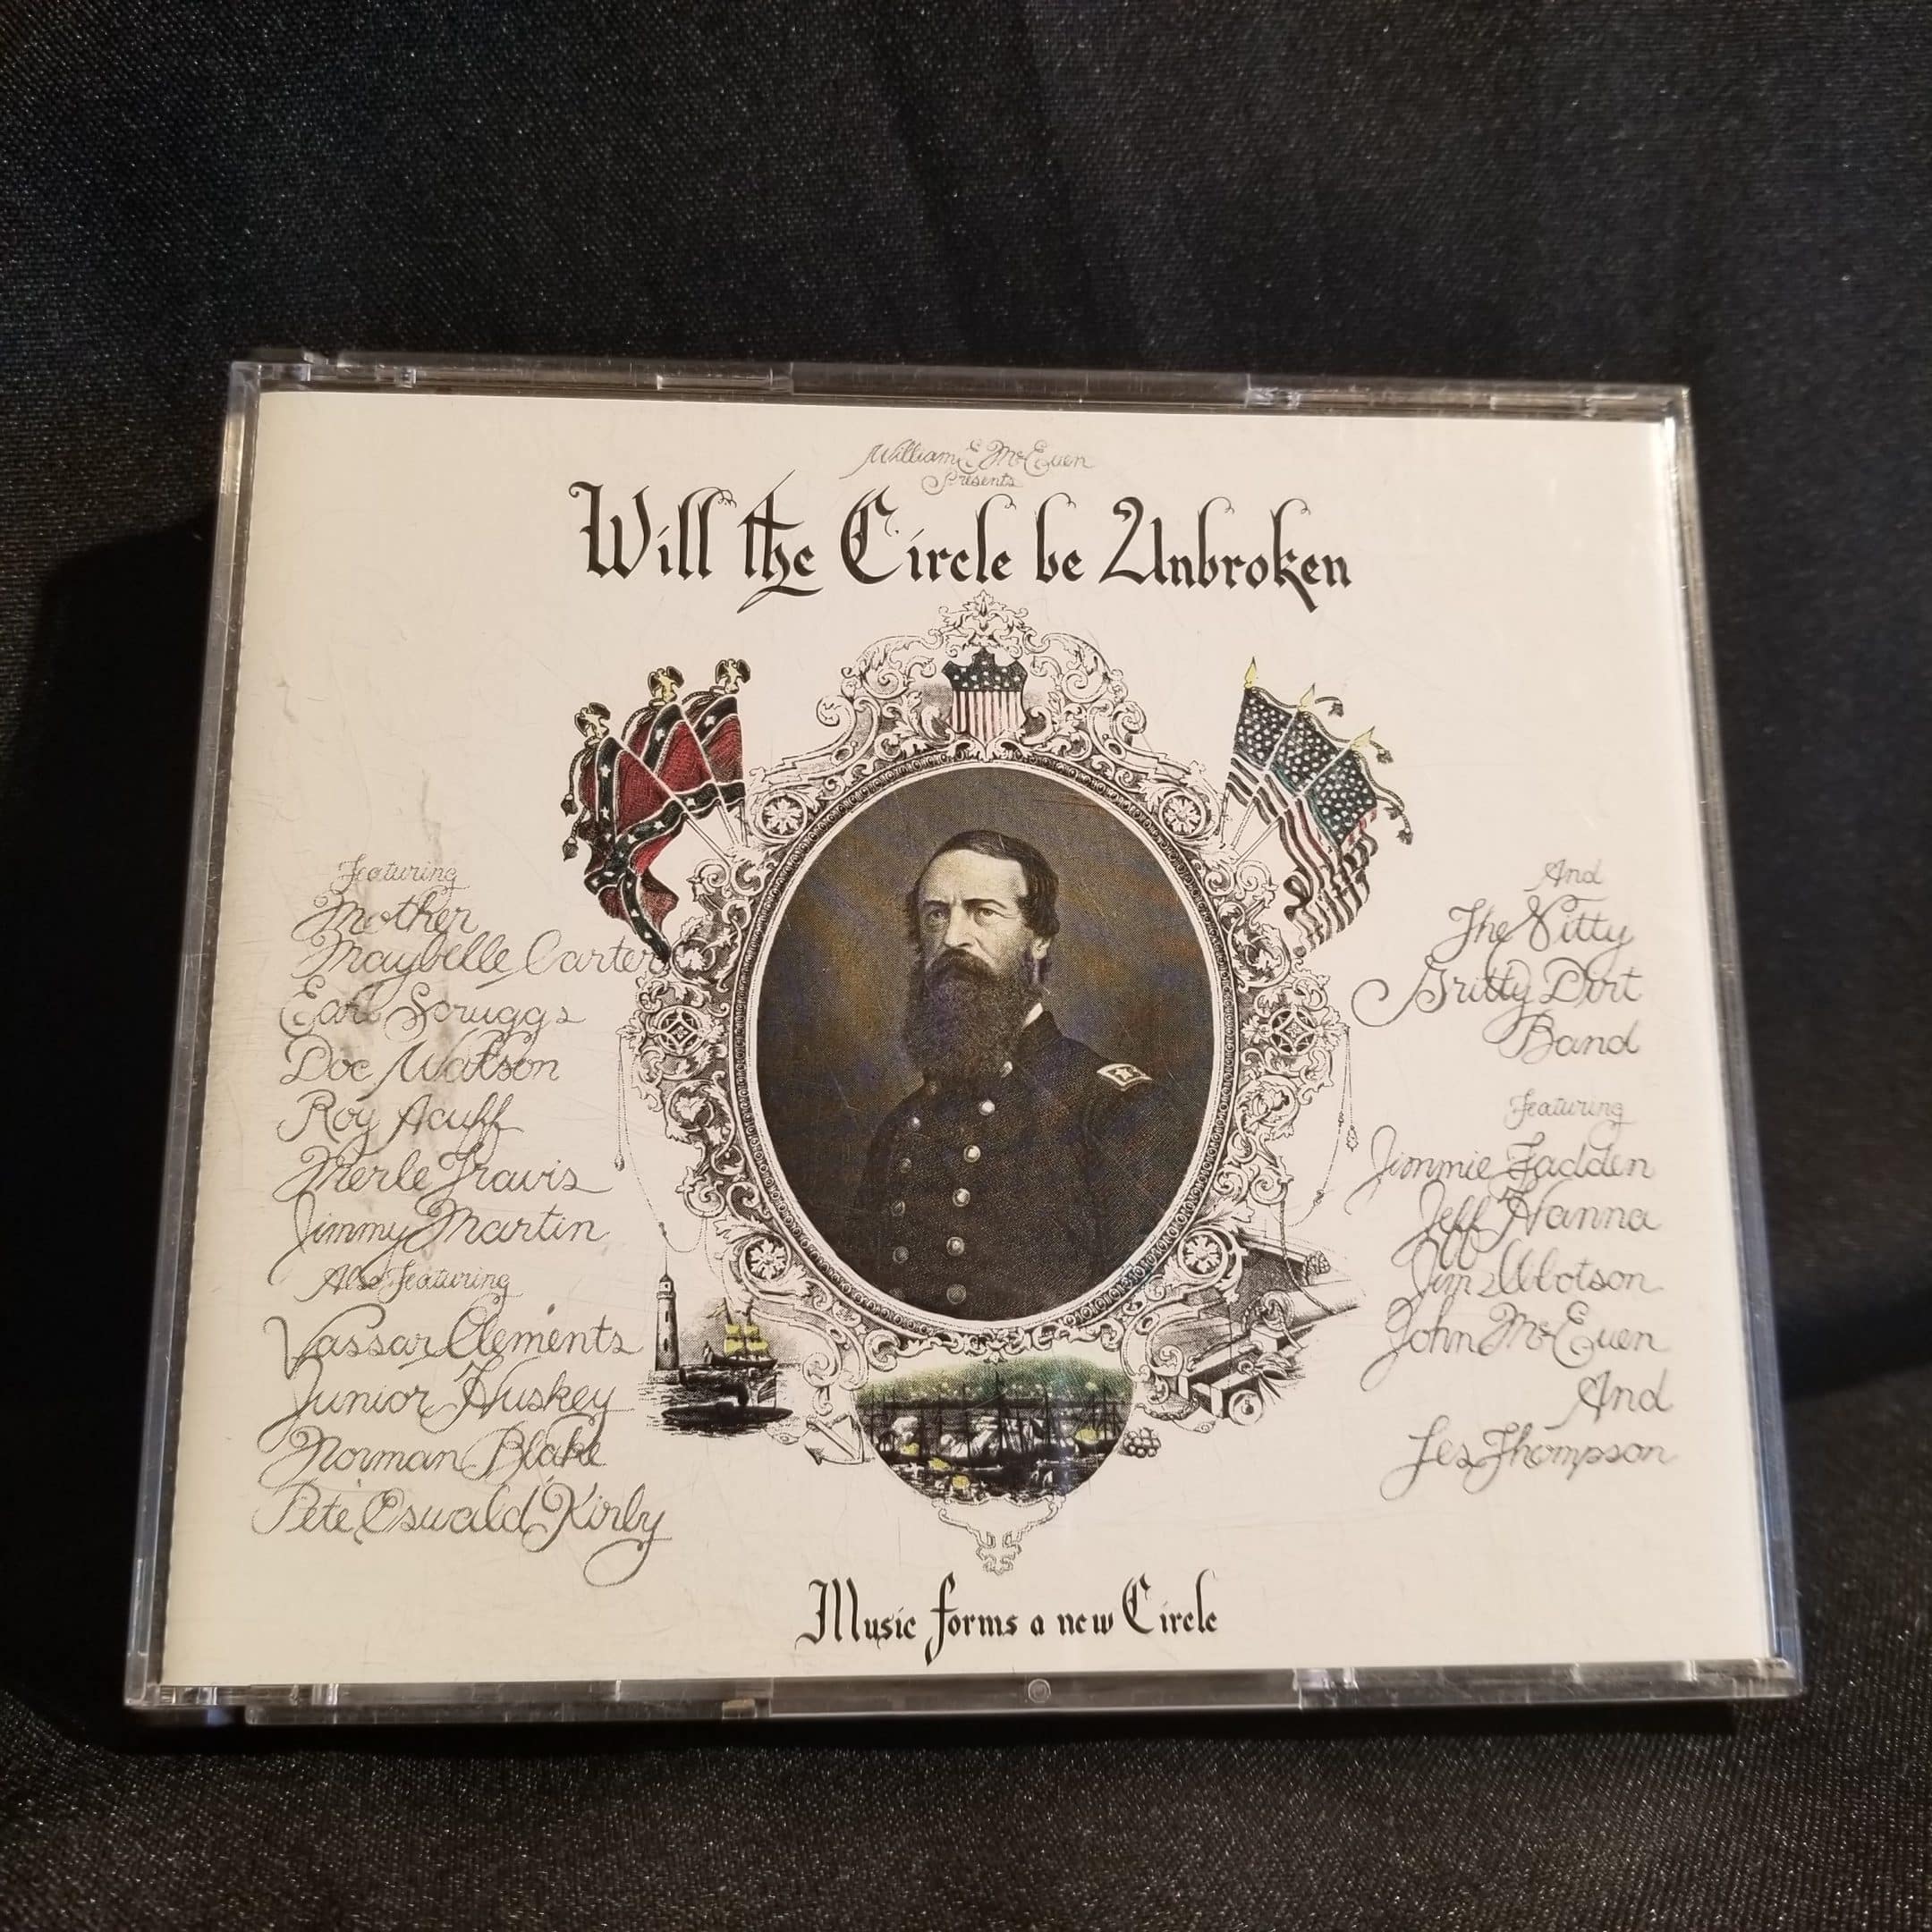 William E. McEuen
Presents
Will the Circle be Unbroken
Featuring
Mother
Maybelle Carter
Earl Scruggs
Doc Watson
Roy Acuff
Merle Travis
Jimmy Martin
Also Featuring
Vassar Clements
Junior Huskey
Norman Blake
Pete Oswald Kirby
And
The Nitty
Gritty Dirt
Band
Featuring
Jimmie Fadden
Jeff Hanna
Jim Ibbotson
John McEuen
And
Les Thompson
Music forms a new Circle